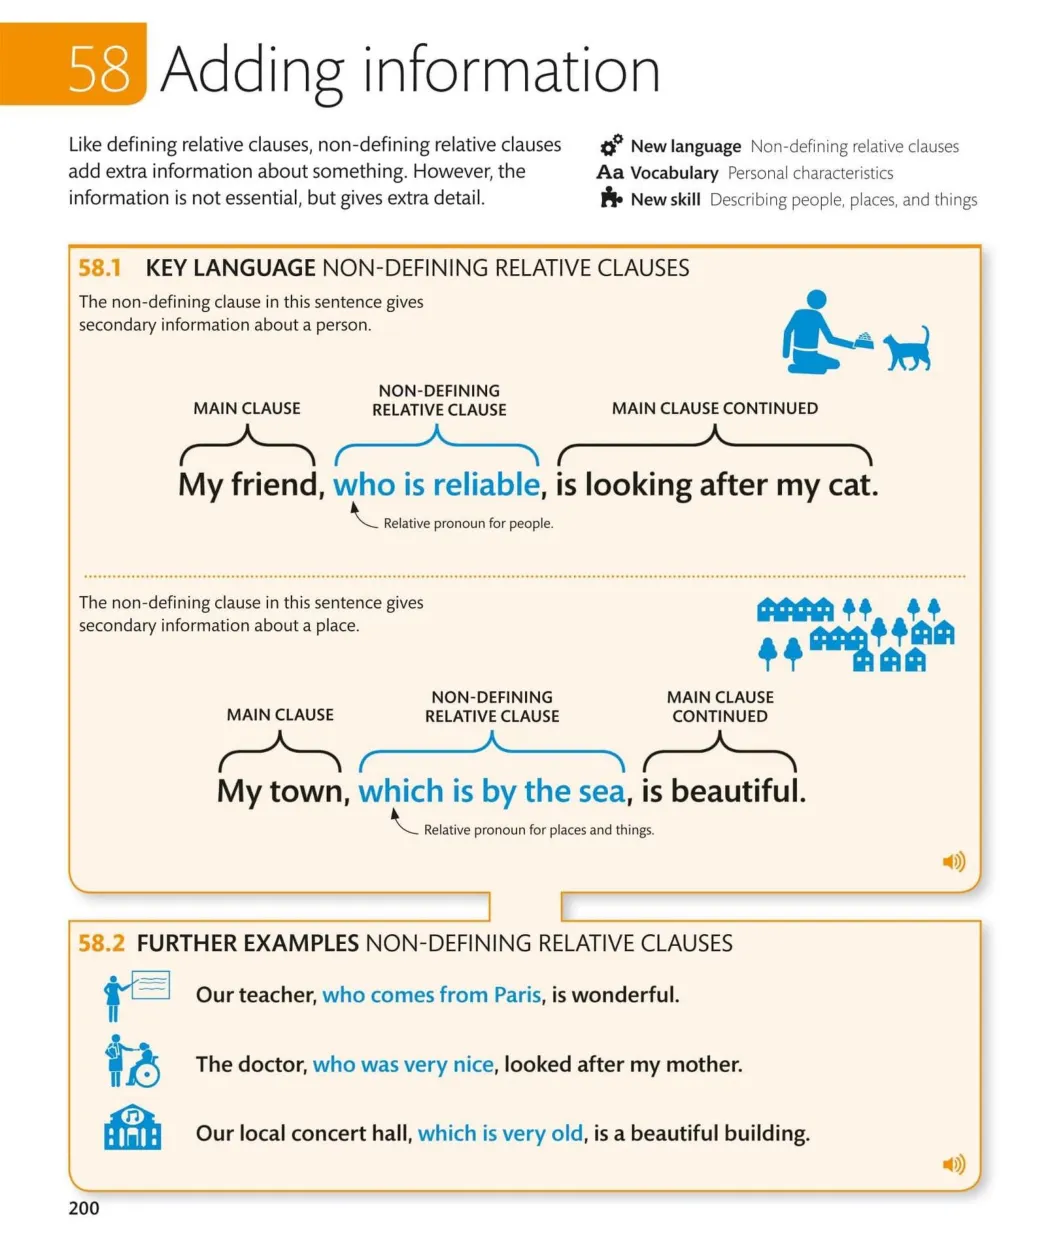 58 Adding information
Like defining relative clauses, non-defining relative clauses
add extra information about something. However, the
information is not essential, but gives extra detail.
New language Non-defining relative clauses
Aa Vocabulary Personal characteristics
New skill Describing people, places, and things
58.1 KEY LANGUAGE NON-DEFINING RELATIVE CLAUSES
The non-defining clause in this sentence gives
secondary information about a person.
MAIN CLAUSE
NON-DEFINING
RELATIVE CLAUSE
MAIN CLAUSE CONTINUED
My friend, who is reliable, is looking after my cat.
Relative pronoun for people.
The non-defining clause in this sentence gives
secondary information about a place.
MAIN CLAUSE
NON-DEFINING
RELATIVE CLAUSE
MAIN CLAUSE
CONTINUED
My town, which is by the sea, is beautiful.
Relative pronoun for places and things.
58.2 FURTHER EXAMPLES NON-DEFINING RELATIVE CLAUSES
Our teacher, who comes from Paris, is wonderful.
The doctor, who was very nice, looked after my mother.
Our local concert hall, which is very old, is a beautiful building.
200